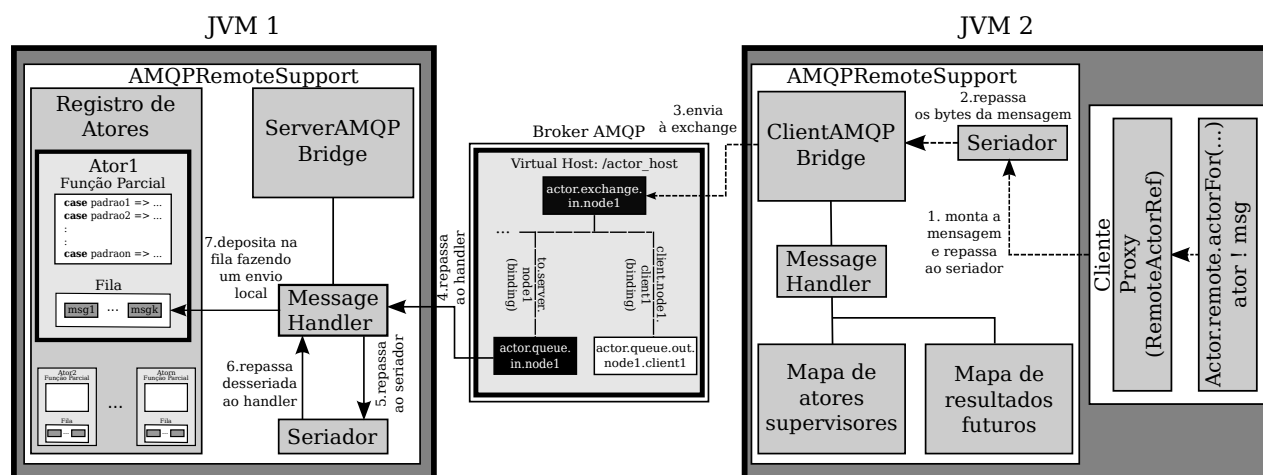 JVM 1
AMQPRemoteSupport
Registro de
Atores
Ator1
Função Parcial
case padrao1 => ...
case padrao2 => ...
:
:
case padraon => ...
Fila
msg1 ... msgk
Ator2
Função Parcial
Fila
...
...
Atorn
Função Parcial
Fila
...
ServerAMQP
Bridge
7.deposita na
fila fazendo
um envio
local
Message
Handler
6.repassa
desseriada
ao handler
5.repassa
ao seriador
Seriador
4.repassa
ao handler
Broker AMQP
Virtual Host: /actor_host
actor.exchange.
in.node1
...
to.server.
node1
(binding)
client.node1.
client1
(binding)
actor.queue.
in.node1
actor.queue.out.
node1.client1
3.envia
à exchange
JVM 2
AMQPRemoteSupport
ClientAMQP
Bridge
2.repassa
os bytes da mensagem
Seriador
1. monta a
mensagem
e repassa
ao seriador
Message
Handler
Mapa de
atores
supervisores
Mapa de
resultados
futuros
Cliente
Proxy
(RemoteActorRef)
Actor.remote.actorFor(...)
ator ! msg